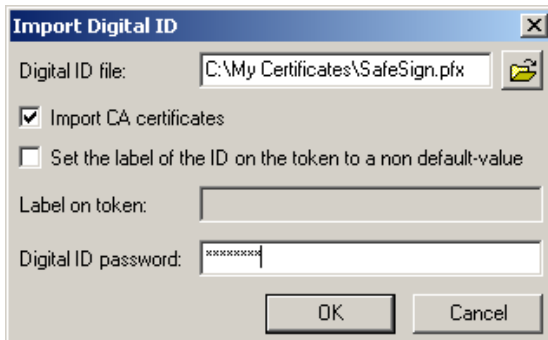 Import Digital ID
Digital ID file: C:\My Certificates\SafeSign.pfx
Import CA certificates
Set the label of the ID on the token to a non default-value
Label on token:
Digital ID password: ********
OK Cancel